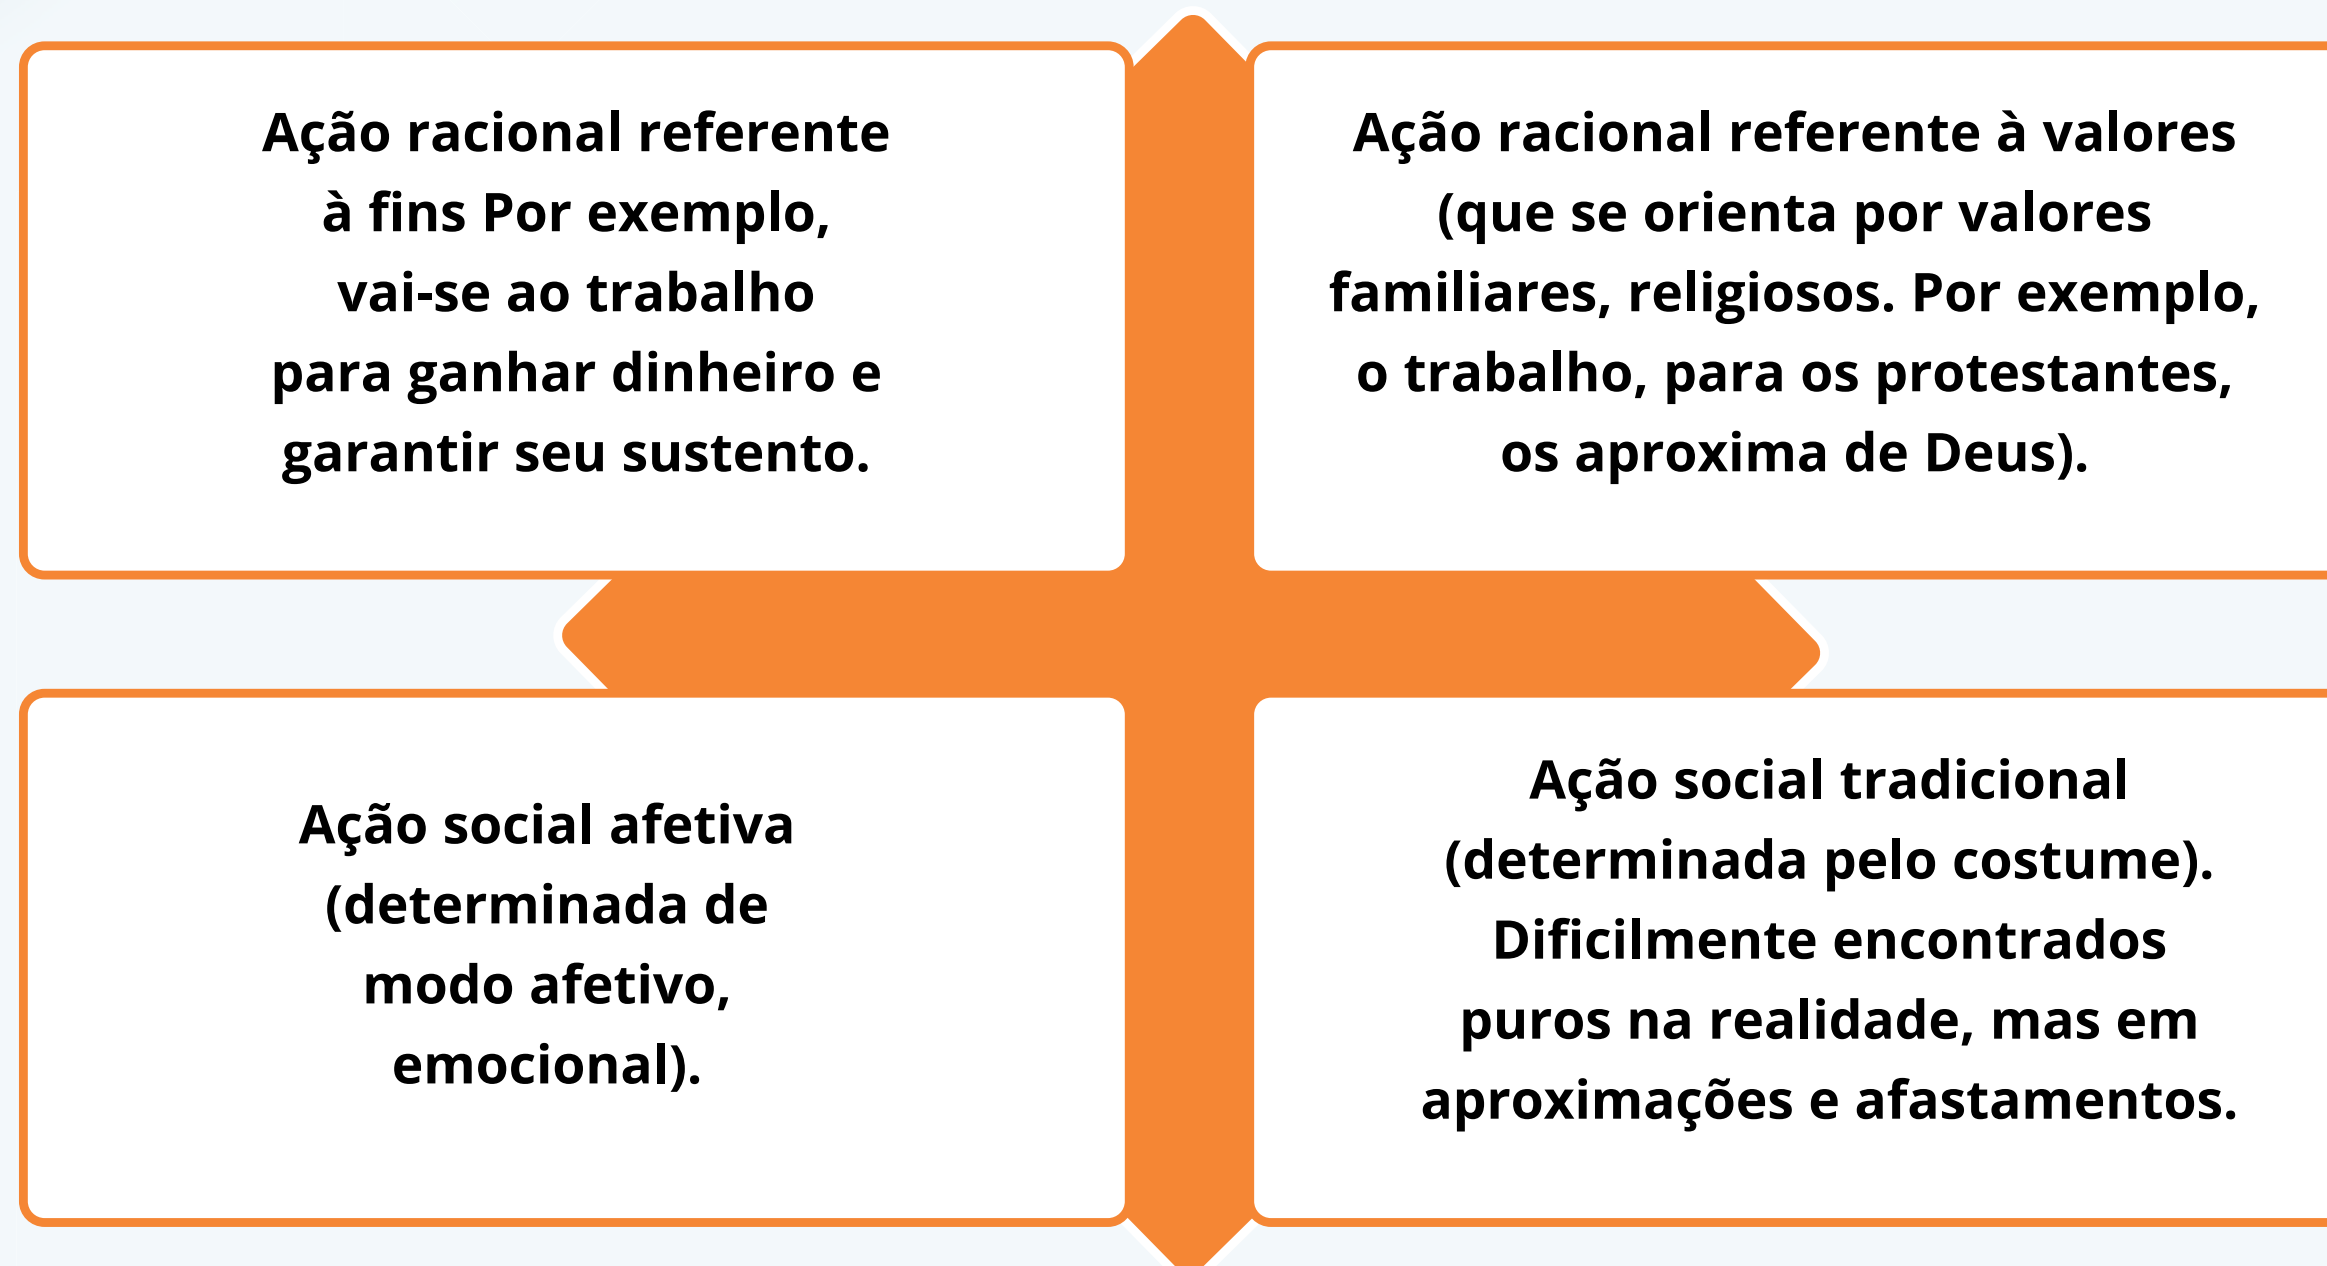 Ação racional referente
à fins Por exemplo,
vai-se ao trabalho
para ganhar dinheiro e
garantir seu sustento.
Ação racional referente à valores
(que se orienta por valores
familiares, religiosos. Por exemplo,
o trabalho, para os protestantes,
os aproxima de Deus).
Ação social afetiva
(determinada de
modo afetivo,
emocional).
Ação social tradicional
(determinada pelo costume).
Dificilmente encontrados
puros na realidade, mas em
aproximações e afastamentos.